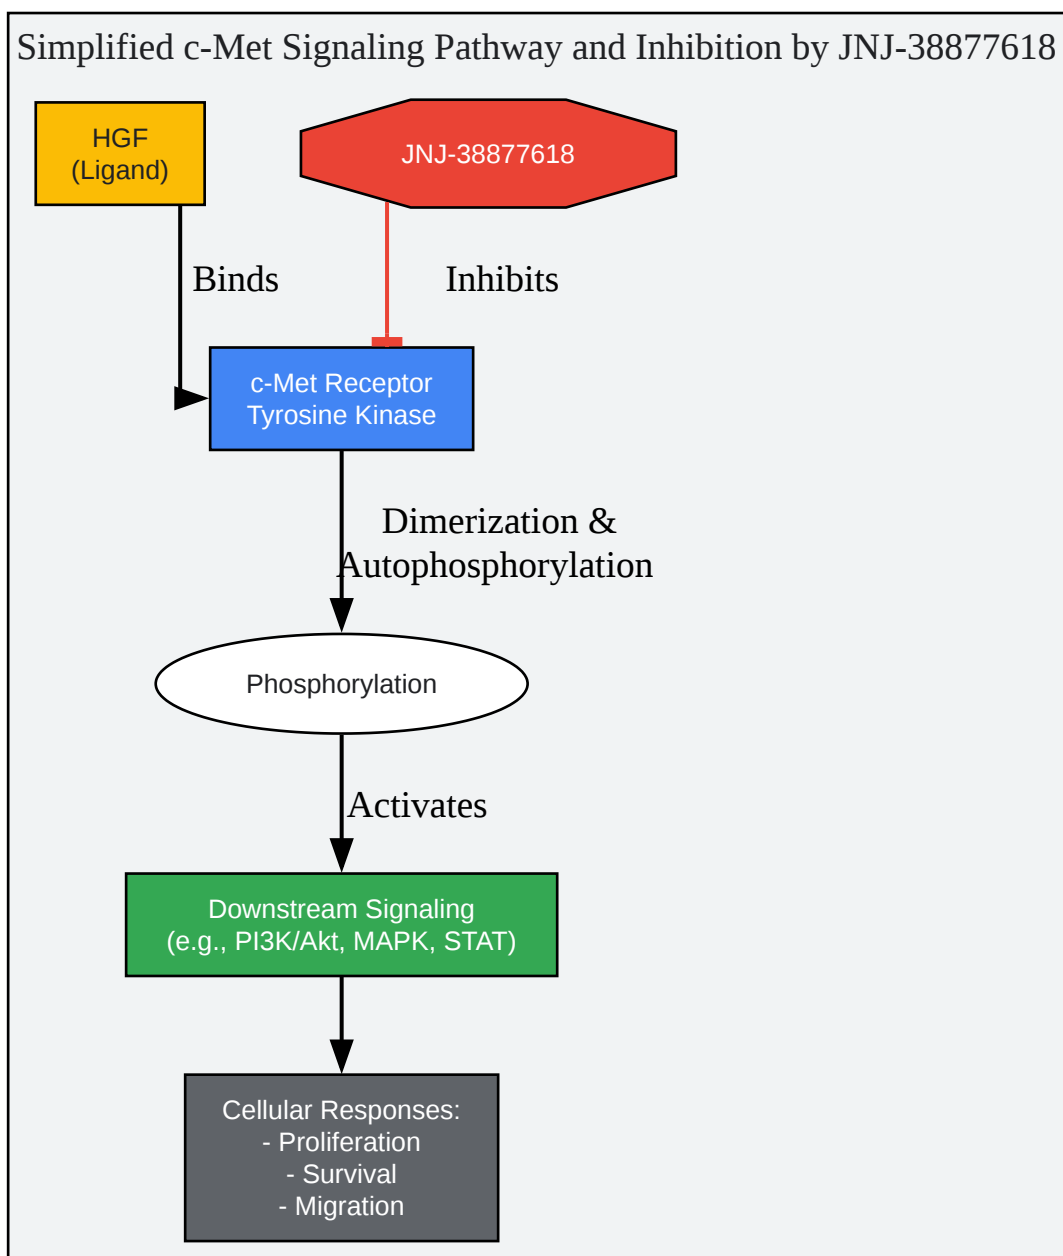 Simplified c-Met Signaling Pathway and Inhibition by JNJ-38877618
HGF
(Ligand)
JNJ-38877618
Binds
Inhibits
c-Met Receptor
Tyrosine Kinase
Dimerization &
Autophosphorylation
Phosphorylation
Activates
Downstream Signaling
(e.g., PI3K/Akt, MAPK, STAT)
Cellular Responses:
- Proliferation
- Survival
- Migration